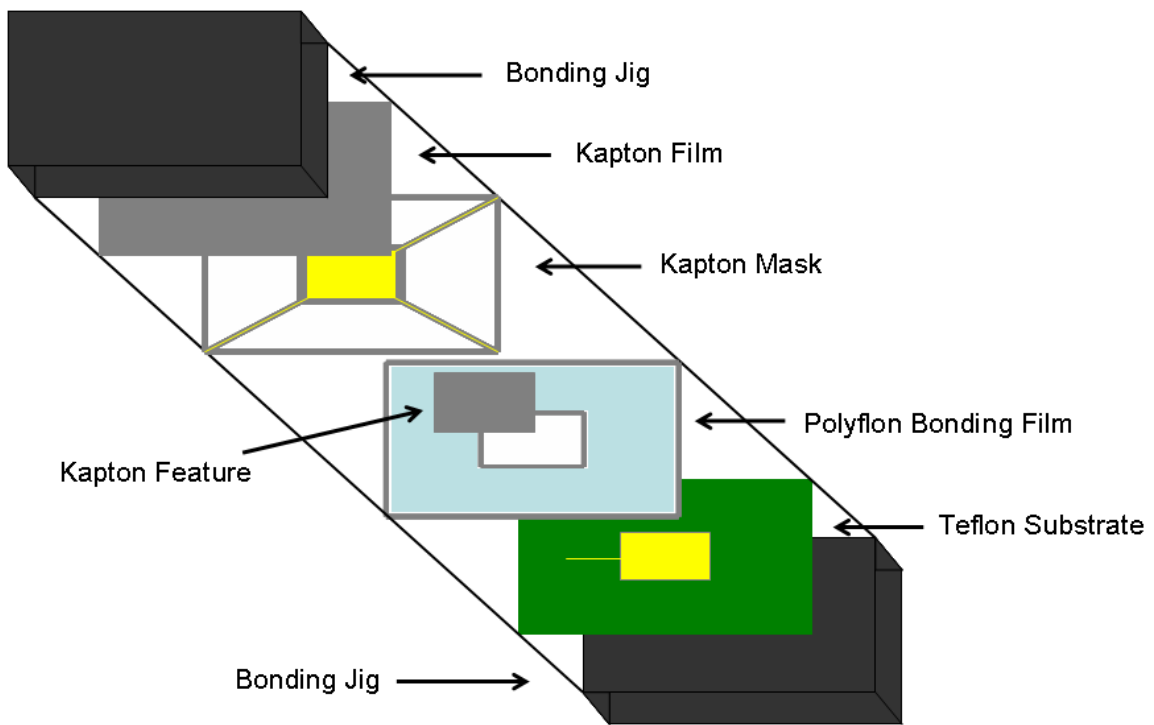 Bonding Jig
Kapton Film
Kapton Mask
Polyflon Bonding Film
Kapton Feature
Teflon Substrate
Bonding Jig